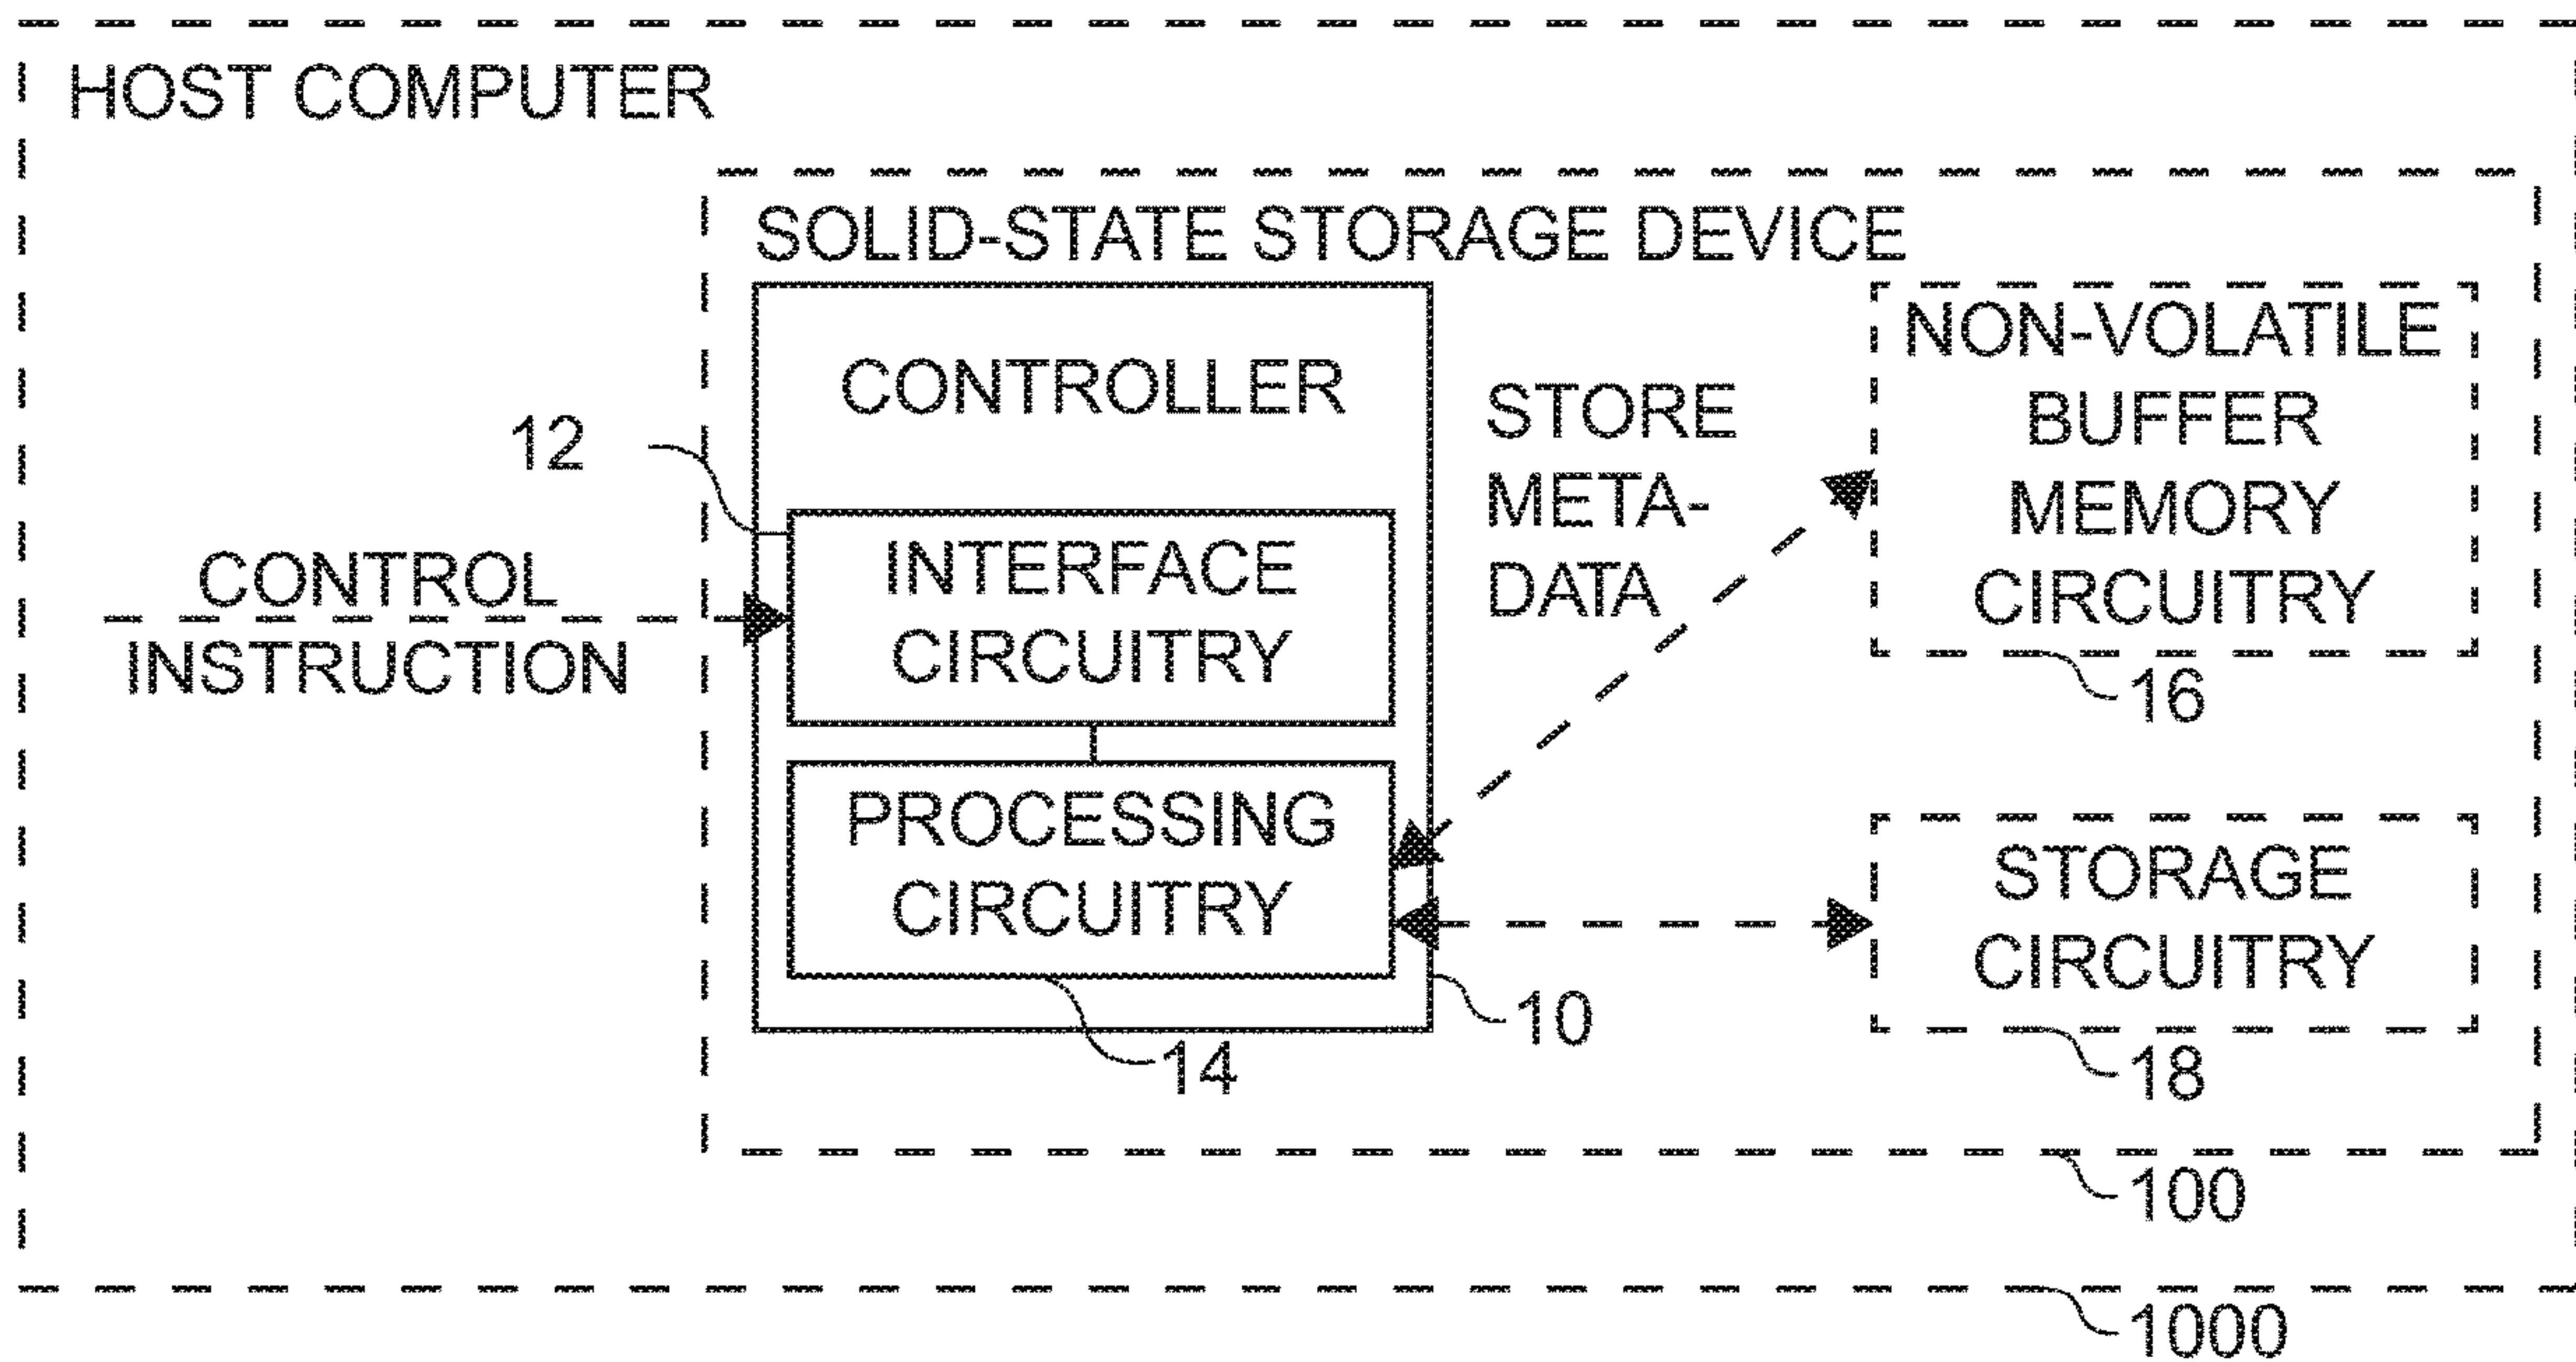 HOST COMPUTER
SOLID-STATE STORAGE DEVICE
CONTROLLER
12
INTERFACE
CIRCUITRY
CONTROL
INSTRUCTION
PROCESSING
CIRCUITRY
14
10
STORE
META-
DATA
NON-VOLATILE
BUFFER
MEMORY
CIRCUITRY
16
STORAGE
CIRCUITRY
18
100
1000